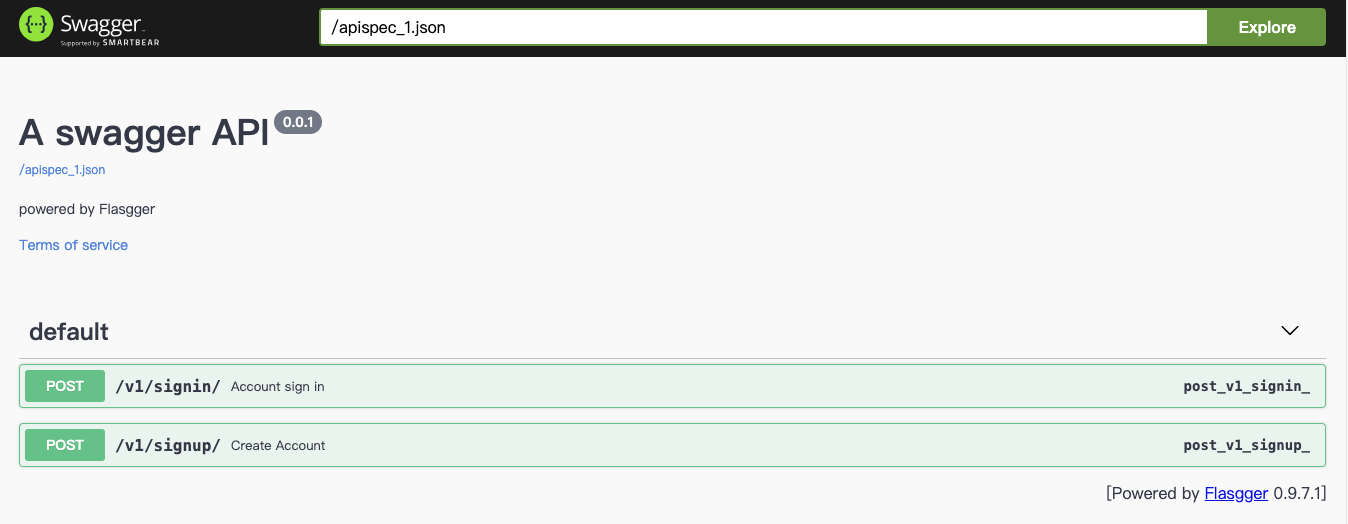 {···} Swagger
Supported by SMARTBEAR
/apispec_1.json
Explore
A swagger API 0.0.1
/apispec_1.json
powered by Flasgger
Terms of service
default
POST /v1/signin/ Account sign in post_v1_signin_
POST /v1/signup/ Create Account post_v1_signup_
[Powered by Flasgger 0.9.7.1]